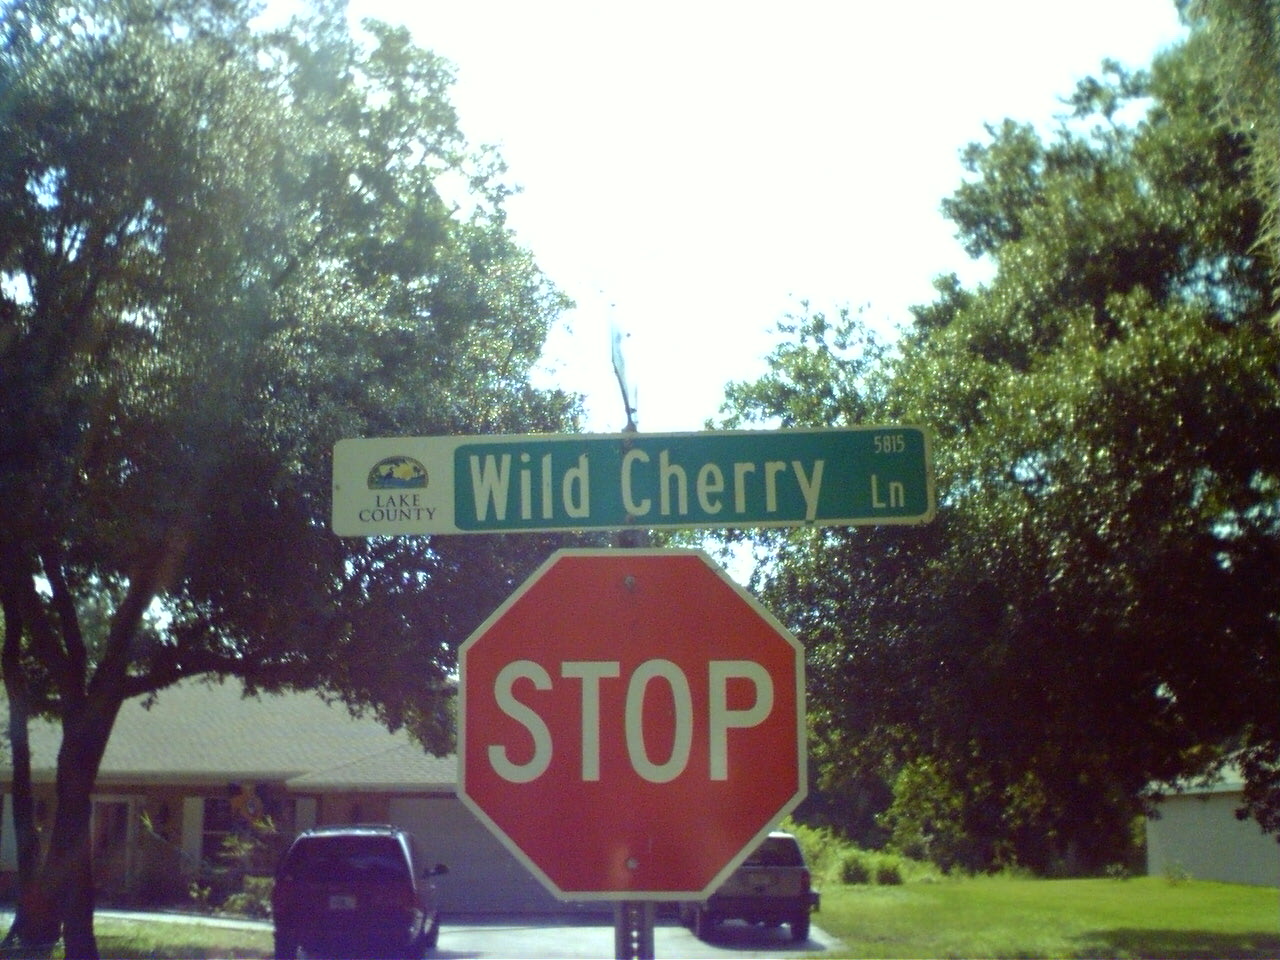 5815
LAKE
COUNTY
Wild Cherry Ln
STOP